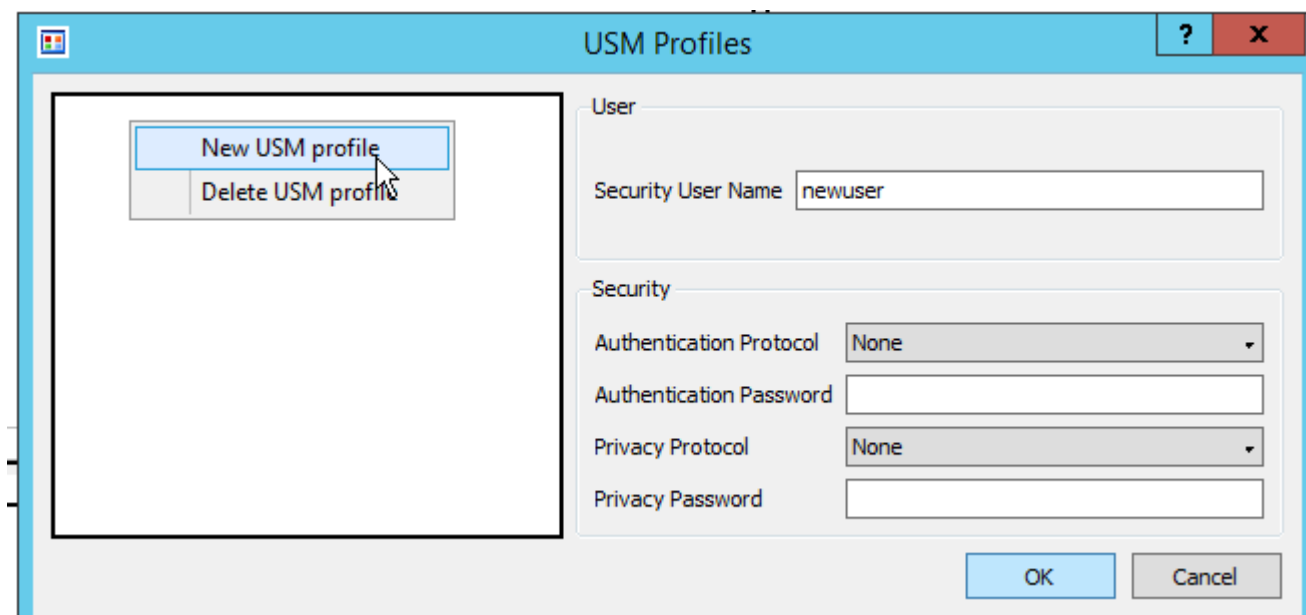 USM Profiles
?
x
New USM profile
Delete USM profile
User
Security User Name newuser
Security
Authentication Protocol None
Authentication Password
Privacy Protocol None
Privacy Password
OK Cancel